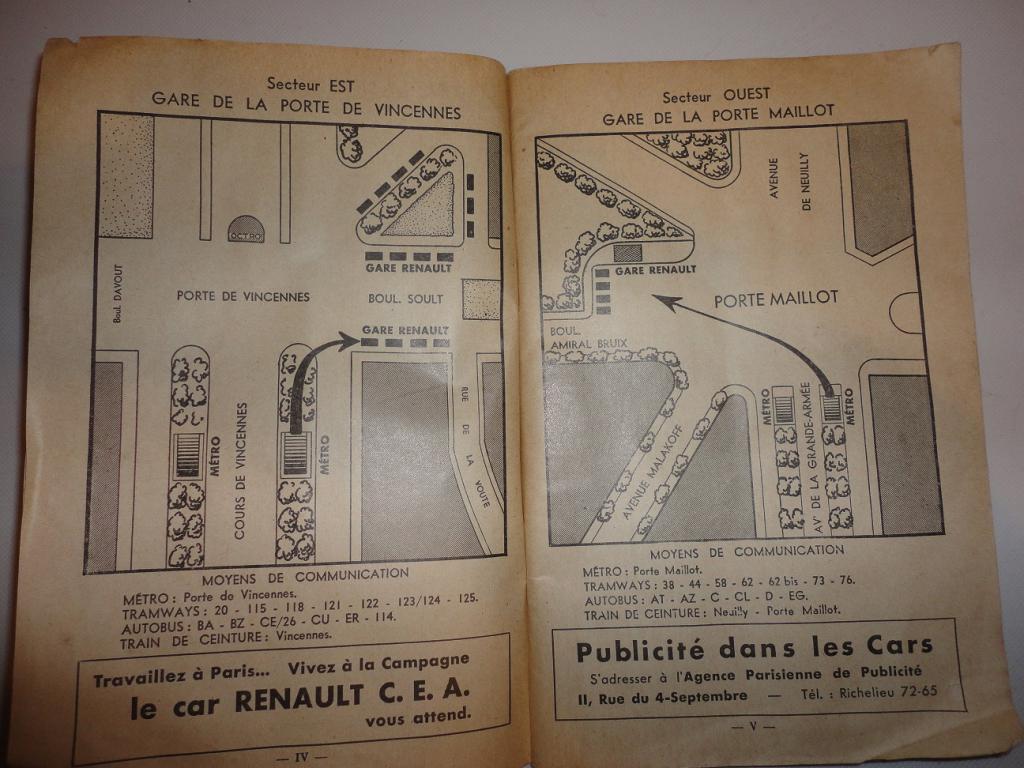 Secteur EST
GARE DE LA PORTE DE VINCENNES
OCTROI
GARE RENAULT
Boul. DAVOUT
PORTE DE VINCENNES
BOUL. SOULT
GARE RENAULT
MÉTRO
COURS DE VINCENNES
MÉTRO
RUE DE LA VOUTE
MOYENS DE COMMUNICATION
MÉTRO : Porte de Vincennes.
TRAMWAYS : 20 - 115 - 118 - 121 - 122 - 123/124 - 125.
AUTOBUS : BA - BZ - CE/26 - CU - ER - 114.
TRAIN DE CEINTURE : Vincennes.
Travaillez à Paris... Vivez à la Campagne
le car RENAULT C. E. A.
vous attend.
— IV —
Secteur OUEST
GARE DE LA PORTE MAILLOT
AVENUE
DE NEUILLY
GARE RENAULT
PORTE MAILLOT
BOUL.
AMIRAL BRUIX
AVENUE MALAKOFF
MÉTRO
AV. DE LA GRANDE-ARMÉE
MÉTRO
MOYENS DE COMMUNICATION
MÉTRO : Porte Maillot.
TRAMWAYS : 38 - 44 - 58 - 62 - 62 bis - 73 - 76.
AUTOBUS : AT - AZ - C - CL - D - EG.
TRAIN DE CEINTURE : Neuilly - Porte Maillot.
Publicité dans les Cars
S'adresser à l'Agence Parisienne de Publicité
II, Rue du 4-Septembre — Tél. : Richelieu 72-65
— V —